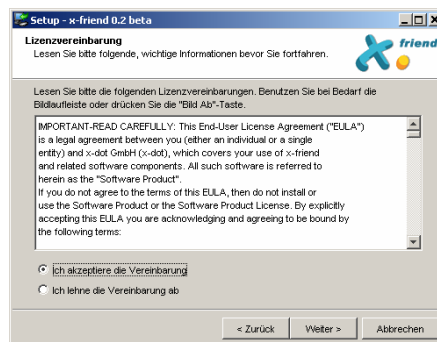 Setup - x-friend 0.2 beta
Lizenzvereinbarung
Lesen Sie bitte folgende, wichtige Informationen bevor Sie fortfahren.
friend
Lesen Sie bitte die folgenden Lizenzvereinbarungen. Benutzen Sie bei Bedarf die
Bildlaufleiste oder drücken Sie die "Bild Ab"-Taste.
IMPORTANT-READ CAREFULLY: This End-User License Agreement ("EULA")
is a legal agreement between you (either an individual or a single
entity) and x-dot GmbH (x-dot), which covers your use of x-friend
and related software components. All such software is referred to
herein as the "Software Product".
If you do not agree to the terms of this EULA, then do not install or
use the Software Product or the Software Product License. By explicitly
accepting this EULA you are acknowledging and agreeing to be bound by
the following terms:
Ich akzeptiere die Vereinbarung
Ich lehne die Vereinbarung ab
< Zurück
Weiter >
Abbrechen